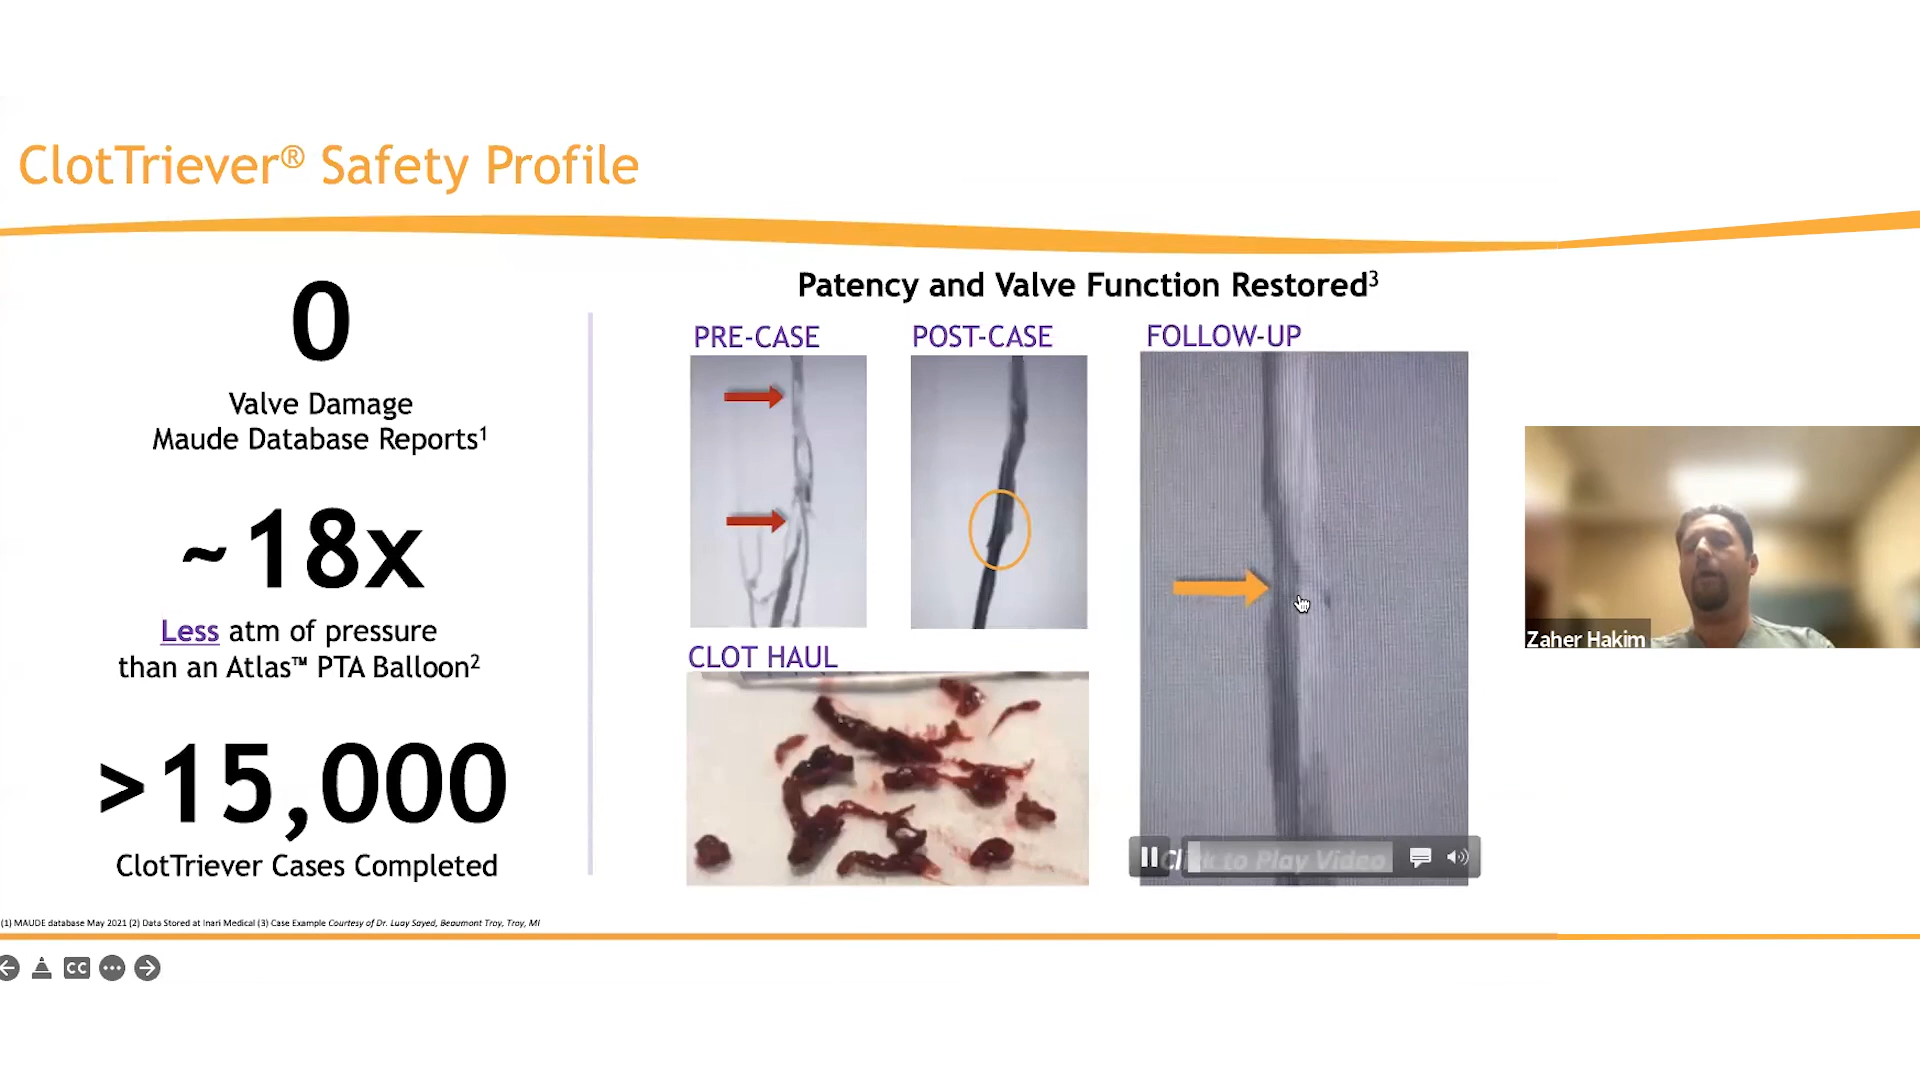 ClotTriever® Safety Profile
0
Valve Damage
Maude Database Reports1
~18x
Less atm of pressure
than an Atlas™ PTA Balloon2
>15,000
ClotTriever Cases Completed
Patency and Valve Function Restored3
PRE-CASE
POST-CASE
FOLLOW-UP
CLOT HAUL
Click to Play Video
Zaher Hakim
(1) MAUDE database May 2021 (2) Data Stored at Inari Medical (3) Case Example Courtesy of Dr. Luay Sayed, Beaumont Troy, Troy, MI
CC